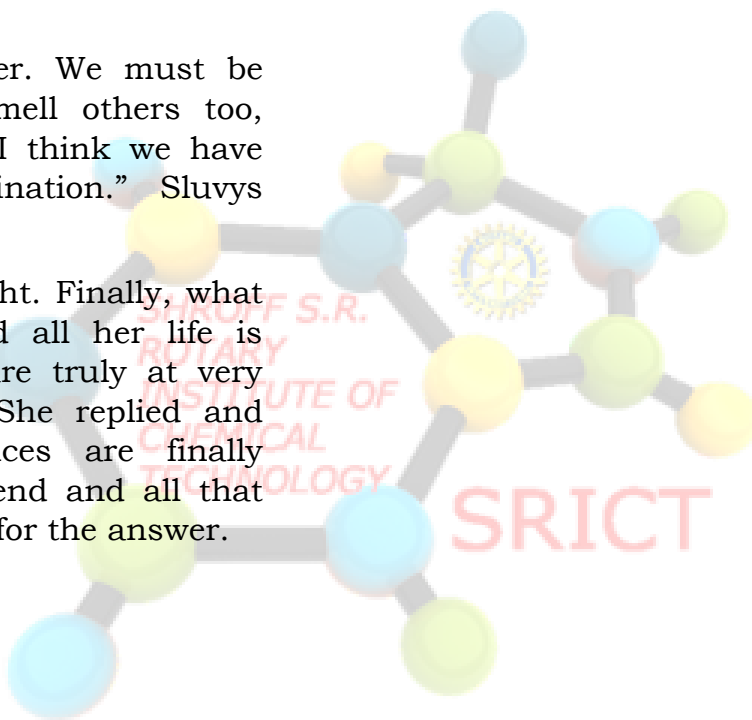 er. We must be
mell others too,
I think we have
ination.” Sluvys
ht. Finally, what
d all her life is
re truly at very
She replied and
ces are finally
end and all that
for the answer.
SHROFF S.R.
ROTARY
INSTITUTE OF
CHEMICAL
TECHNOLOGY
SRICT